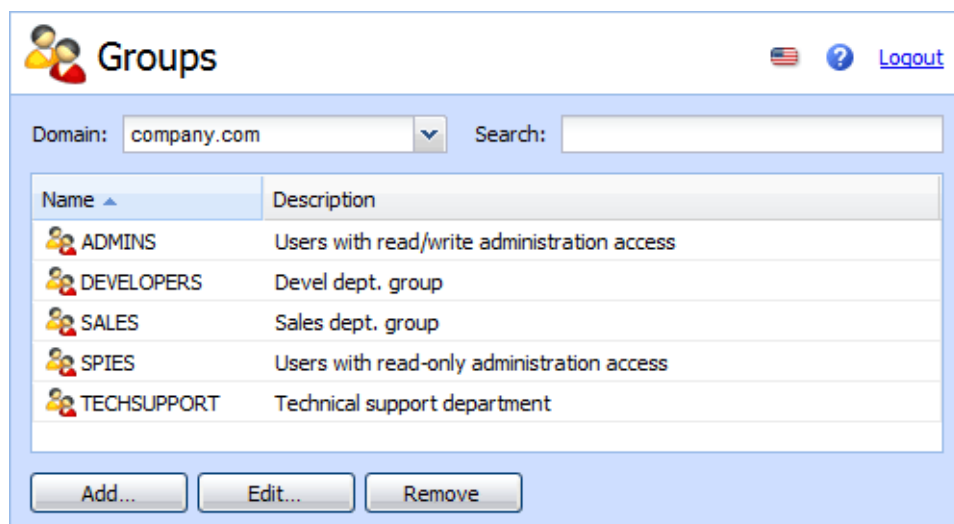 Groups
? Logout
Domain: company.com Search:
Name Description
ADMINS Users with read/write administration access
DEVELOPERS Devel dept. group
SALES Sales dept. group
SPIES Users with read-only administration access
TECHSUPPORT Technical support department
Add... Edit... Remove